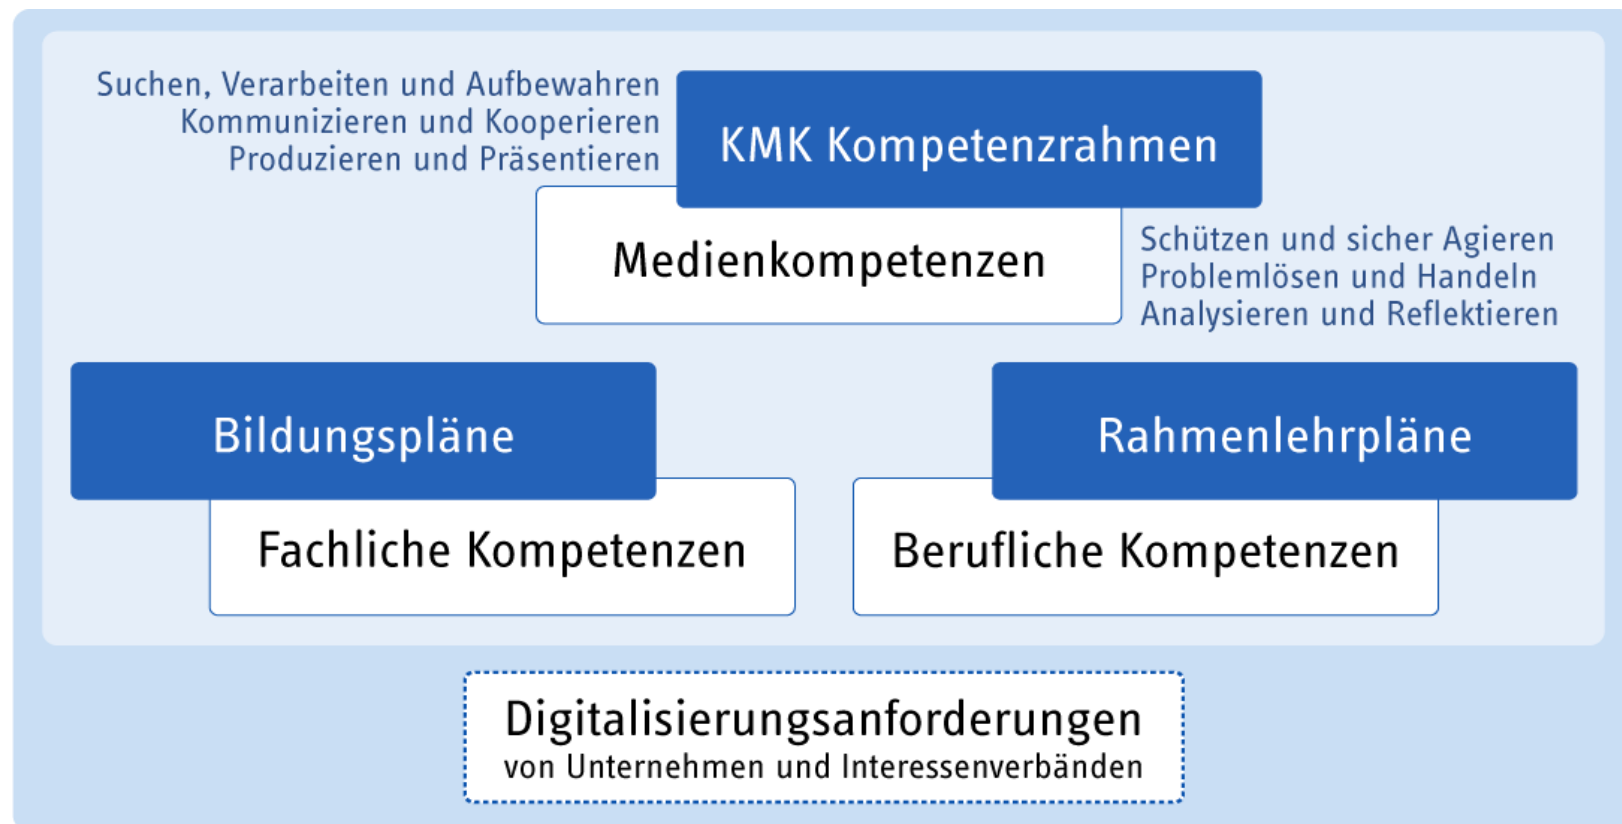 Suchen, Verarbeiten und Aufbewahren
Kommunizieren und Kooperieren
Produzieren und Präsentieren
KMK Kompetenzrahmen
Medienkompetenzen
Schützen und sicher Agieren
Problemlösen und Handeln
Analysieren und Reflektieren
Bildungspläne
Fachliche Kompetenzen
Rahmenlehrpläne
Berufliche Kompetenzen
Digitalisierungsanforderungen
von Unternehmen und Interessenverbänden